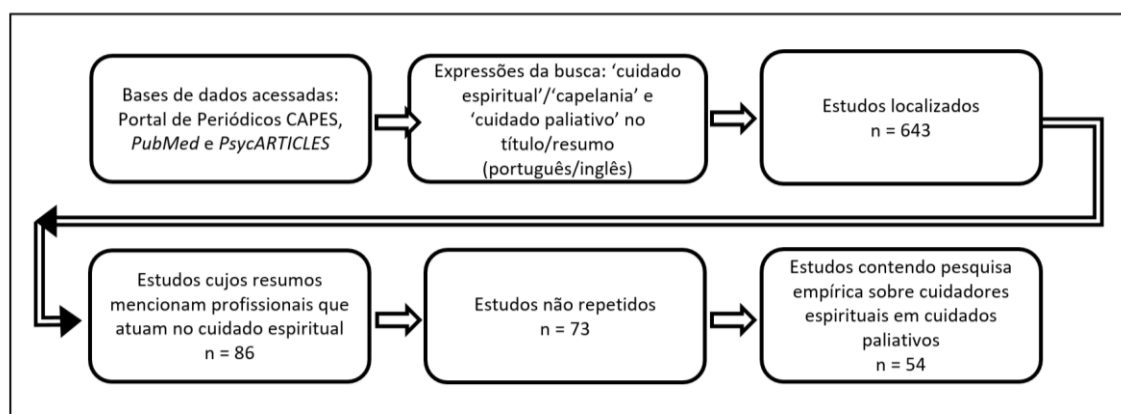 Bases de dados acessadas:
Portal de Periódicos CAPES,
PubMed e PsycARTICLES
Expressões da busca: ‘cuidado
espiritual’/‘capelania’ e
‘cuidado paliativo’ no
título/resumo
(português/inglês)
Estudos localizados
n = 643
Estudos cujos resumos
mencionam profissionais que
atuam no cuidado espiritual
n = 86
Estudos não repetidos
n = 73
Estudos contendo pesquisa
empírica sobre cuidadores
espirituais em cuidados
paliativos
n = 54